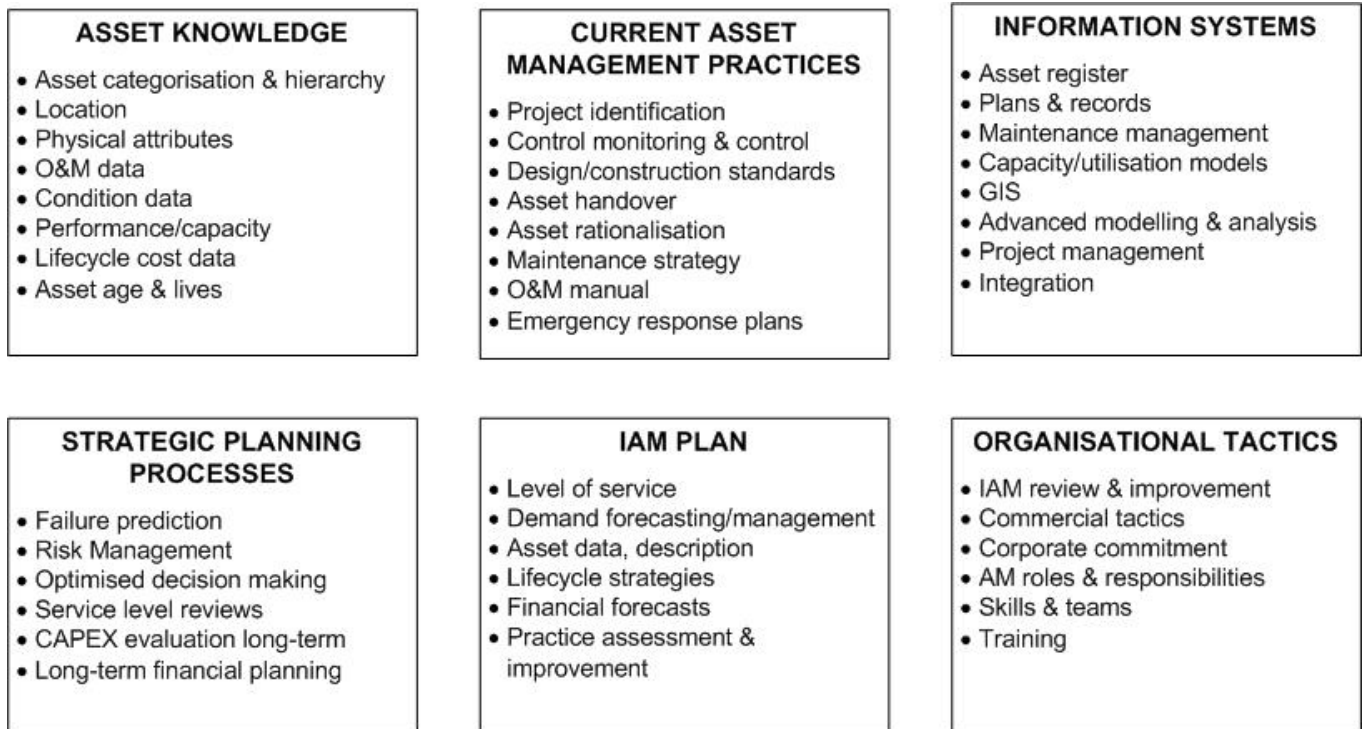 ASSET KNOWLEDGE
• Asset categorisation & hierarchy
• Location
• Physical attributes
• O&M data
• Condition data
• Performance/capacity
• Lifecycle cost data
• Asset age & lives
CURRENT ASSET
MANAGEMENT PRACTICES
• Project identification
• Control monitoring & control
• Design/construction standards
• Asset handover
• Asset rationalisation
• Maintenance strategy
• O&M manual
• Emergency response plans
INFORMATION SYSTEMS
• Asset register
• Plans & records
• Maintenance management
• Capacity/utilisation models
• GIS
• Advanced modelling & analysis
• Project management
• Integration
STRATEGIC PLANNING
PROCESSES
• Failure prediction
• Risk Management
• Optimised decision making
• Service level reviews
• CAPEX evaluation long-term
• Long-term financial planning
IAM PLAN
• Level of service
• Demand forecasting/management
• Asset data, description
• Lifecycle strategies
• Financial forecasts
• Practice assessment &
improvement
ORGANISATIONAL TACTICS
• IAM review & improvement
• Commercial tactics
• Corporate commitment
• AM roles & responsibilities
• Skills & teams
• Training